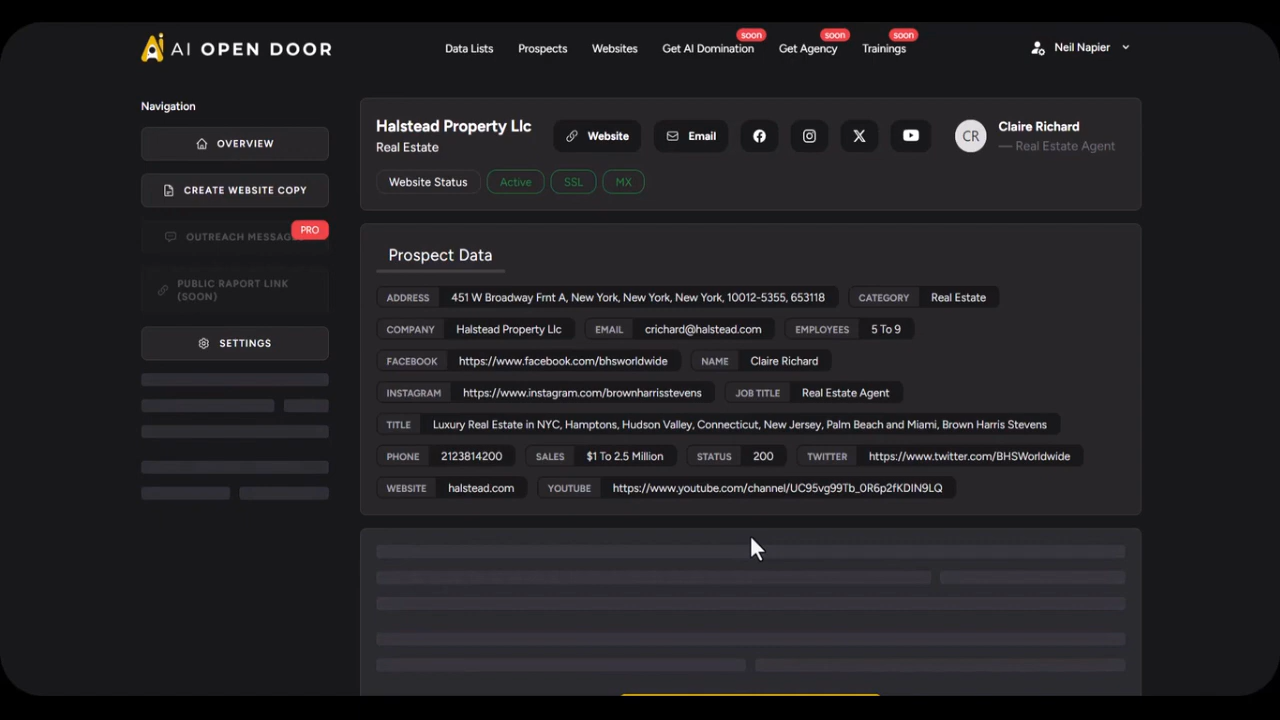 AI OPEN DOOR
Data Lists Prospects Websites Get AI Domination soon Get Agency soon Trainings soon
Neil Napier
Navigation
OVERVIEW
CREATE WEBSITE COPY
OUTREACH MESSAG PRO
PUBLIC RAPORT LINK
(SOON)
SETTINGS
Halstead Property Llc
Real Estate
Website Email
CR Claire Richard
— Real Estate Agent
Website Status Active SSL MX
Prospect Data
ADDRESS 451 W Broadway Frnt A, New York, New York, New York, 10012-5355, 653118 CATEGORY Real Estate
COMPANY Halstead Property Llc EMAIL crichard@halstead.com EMPLOYEES 5 To 9
FACEBOOK https://www.facebook.com/bhsworldwide NAME Claire Richard
INSTAGRAM https://www.instagram.com/brownharrisstevens JOB TITLE Real Estate Agent
TITLE Luxury Real Estate in NYC, Hamptons, Hudson Valley, Connecticut, New Jersey, Palm Beach and Miami, Brown Harris Stevens
PHONE 2123814200 SALES $1 To 2.5 Million STATUS 200 TWITTER https://www.twitter.com/BHSWorldwide
WEBSITE halstead.com YOUTUBE https://www.youtube.com/channel/UC95vg99Tb_0R6p2fKDIN9LQ